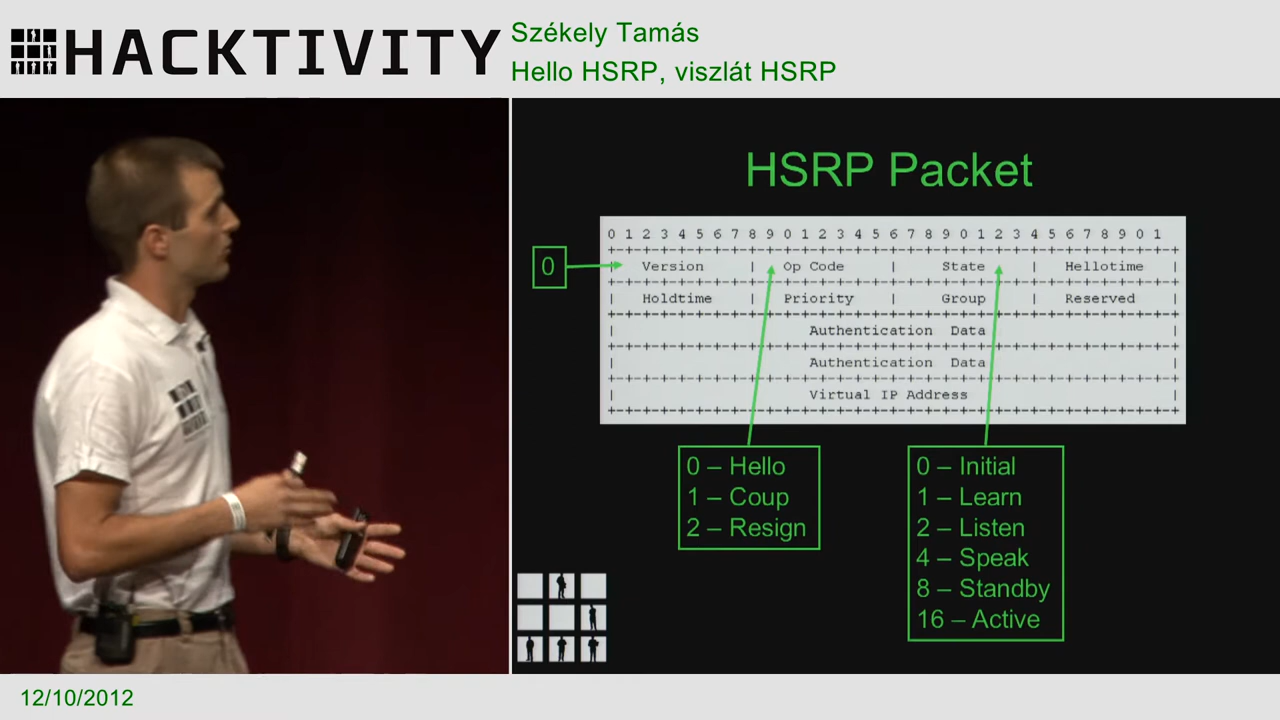 HACKTIVITY
Székely Tamás
Hello HSRP, viszlát HSRP
HSRP Packet
0 1 2 3 4 5 6 7 8 9 0 1 2 3 4 5 6 7 8 9 0 1 2 3 4 5 6 7 8 9 0 1
0
Version | Op Code | State | Hellotime |
| Holdtime | Priority | Group | Reserved |
| Authentication Data |
| Authentication Data |
| Virtual IP Address |
0 – Hello
1 – Coup
2 – Resign
0 – Initial
1 – Learn
2 – Listen
4 – Speak
8 – Standby
16 – Active
12/10/2012